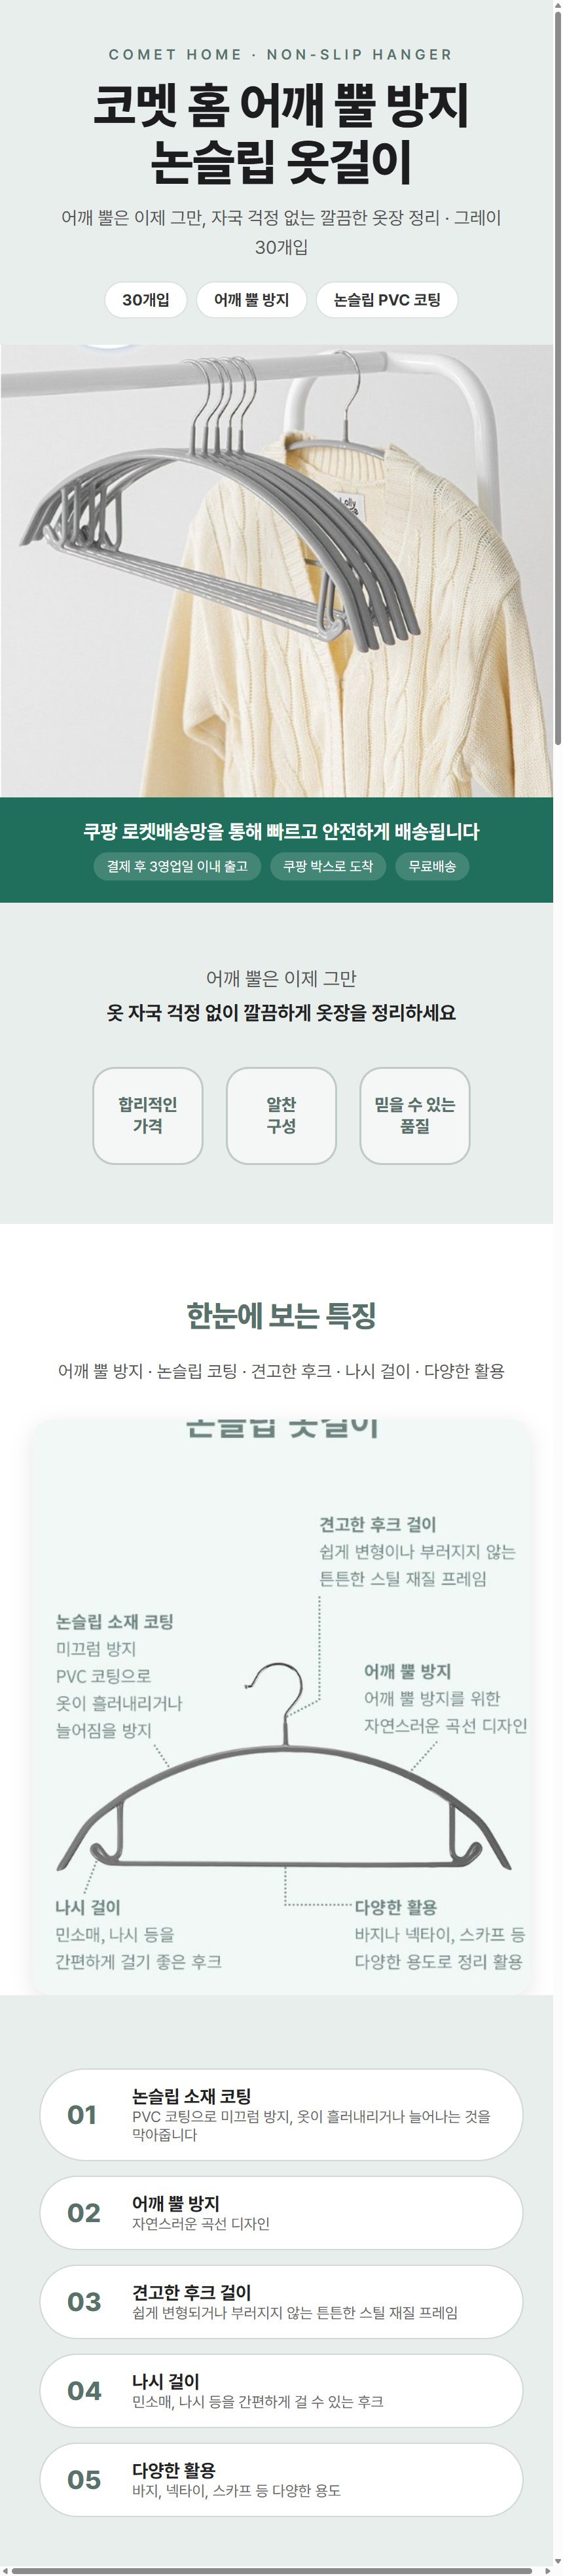 COMET HOME · NON-SLIP HANGER
코멧 홈 어깨 뿔 방지
논슬립 옷걸이
어깨 뿔은 이제 그만, 자국 걱정 없는 깔끔한 옷장 정리 · 그레이
30개입
30개입
어깨 뿔 방지
논슬립 PVC 코팅
쿠팡 로켓배송망을 통해 빠르고 안전하게 배송됩니다
결제 후 3영업일 이내 출고
쿠팡 박스로 도착
무료배송
어깨 뿔은 이제 그만
옷 자국 걱정 없이 깔끔하게 옷장을 정리하세요
합리적인
가격
알찬
구성
믿을 수 있는
품질
한눈에 보는 특징
어깨 뿔 방지 · 논슬립 코팅 · 견고한 후크 · 나시 걸이 · 다양한 활용
논슬립 옷걸이
견고한 후크 걸이
쉽게 변형이나 부러지지 않는
튼튼한 스틸 재질 프레임
논슬립 소재 코팅
미끄럼 방지
PVC 코팅으로
옷이 흘러내리거나
늘어짐을 방지
어깨 뿔 방지
어깨 뿔 방지를 위한
자연스러운 곡선 디자인
나시 걸이
민소매, 나시 등을
간편하게 걸기 좋은 후크
다양한 활용
바지나 넥타이, 스카프 등
다양한 용도로 정리 활용
01
논슬립 소재 코팅
PVC 코팅으로 미끄럼 방지, 옷이 흘러내리거나 늘어나는 것을
막아줍니다
02
어깨 뿔 방지
자연스러운 곡선 디자인
03
견고한 후크 걸이
쉽게 변형되거나 부러지지 않는 튼튼한 스틸 재질 프레임
04
나시 걸이
민소매, 나시 등을 간편하게 걸 수 있는 후크
05
다양한 활용
바지, 넥타이, 스카프 등 다양한 용도